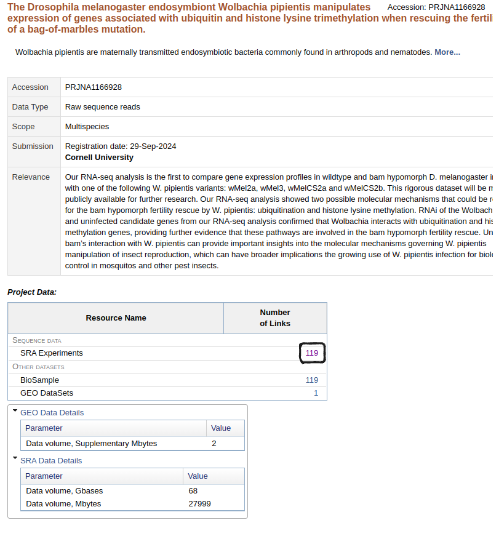 The Drosophila melanogaster endosymbiont Wolbachia pipientis manipulates
Accession: PRJNA1166928
expression of genes associated with ubiquitin and histone lysine trimethylation when rescuing the fertil
of a bag-of-marbles mutation.
Wolbachia pipientis are maternally transmitted endosymbiotic bacteria commonly found in arthropods and nematodes. More...
Accession PRJNA1166928
Data Type Raw sequence reads
Scope Multispecies
Submission Registration date: 29-Sep-2024
Cornell University
Relevance Our RNA-seq analysis is the first to compare gene expression profiles in wildtype and bam hypomorph D. melanogaster
with one of the following W. pipientis variants: wMel2a, wMel3, wMelCS2a and wMelCS2b. This rigorous dataset will be
publicly available for further research. Our RNA-seq analysis showed two possible molecular mechanisms that could be
for the bam hypomorph fertility rescue by W. pipientis: ubiquitination and histone lysine methylation. RNAi of the Wolbach
and uninfected candidate genes from our RNA-seq analysis confirmed that Wolbachia interacts with ubiquitination and his
methylation genes, providing further evidence that these pathways are involved in the bam hypomorph fertility rescue. Un
bam's interaction with W. pipientis can provide important insights into the molecular mechanisms governing W. pipientis
manipulation of insect reproduction, which can have broader implications the growing use of W. pipientis infection for biol
control in mosquitos and other pest insects.
Project Data:
Resource Name Number
of Links
SEQUENCE DATA
SRA Experiments 119
OTHER DATASETS
BioSample 119
GEO DataSets 1
GEO Data Details
Parameter Value
Data volume, Supplementary Mbytes 2
SRA Data Details
Parameter Value
Data volume, Gbases 68
Data volume, Mbytes 27999